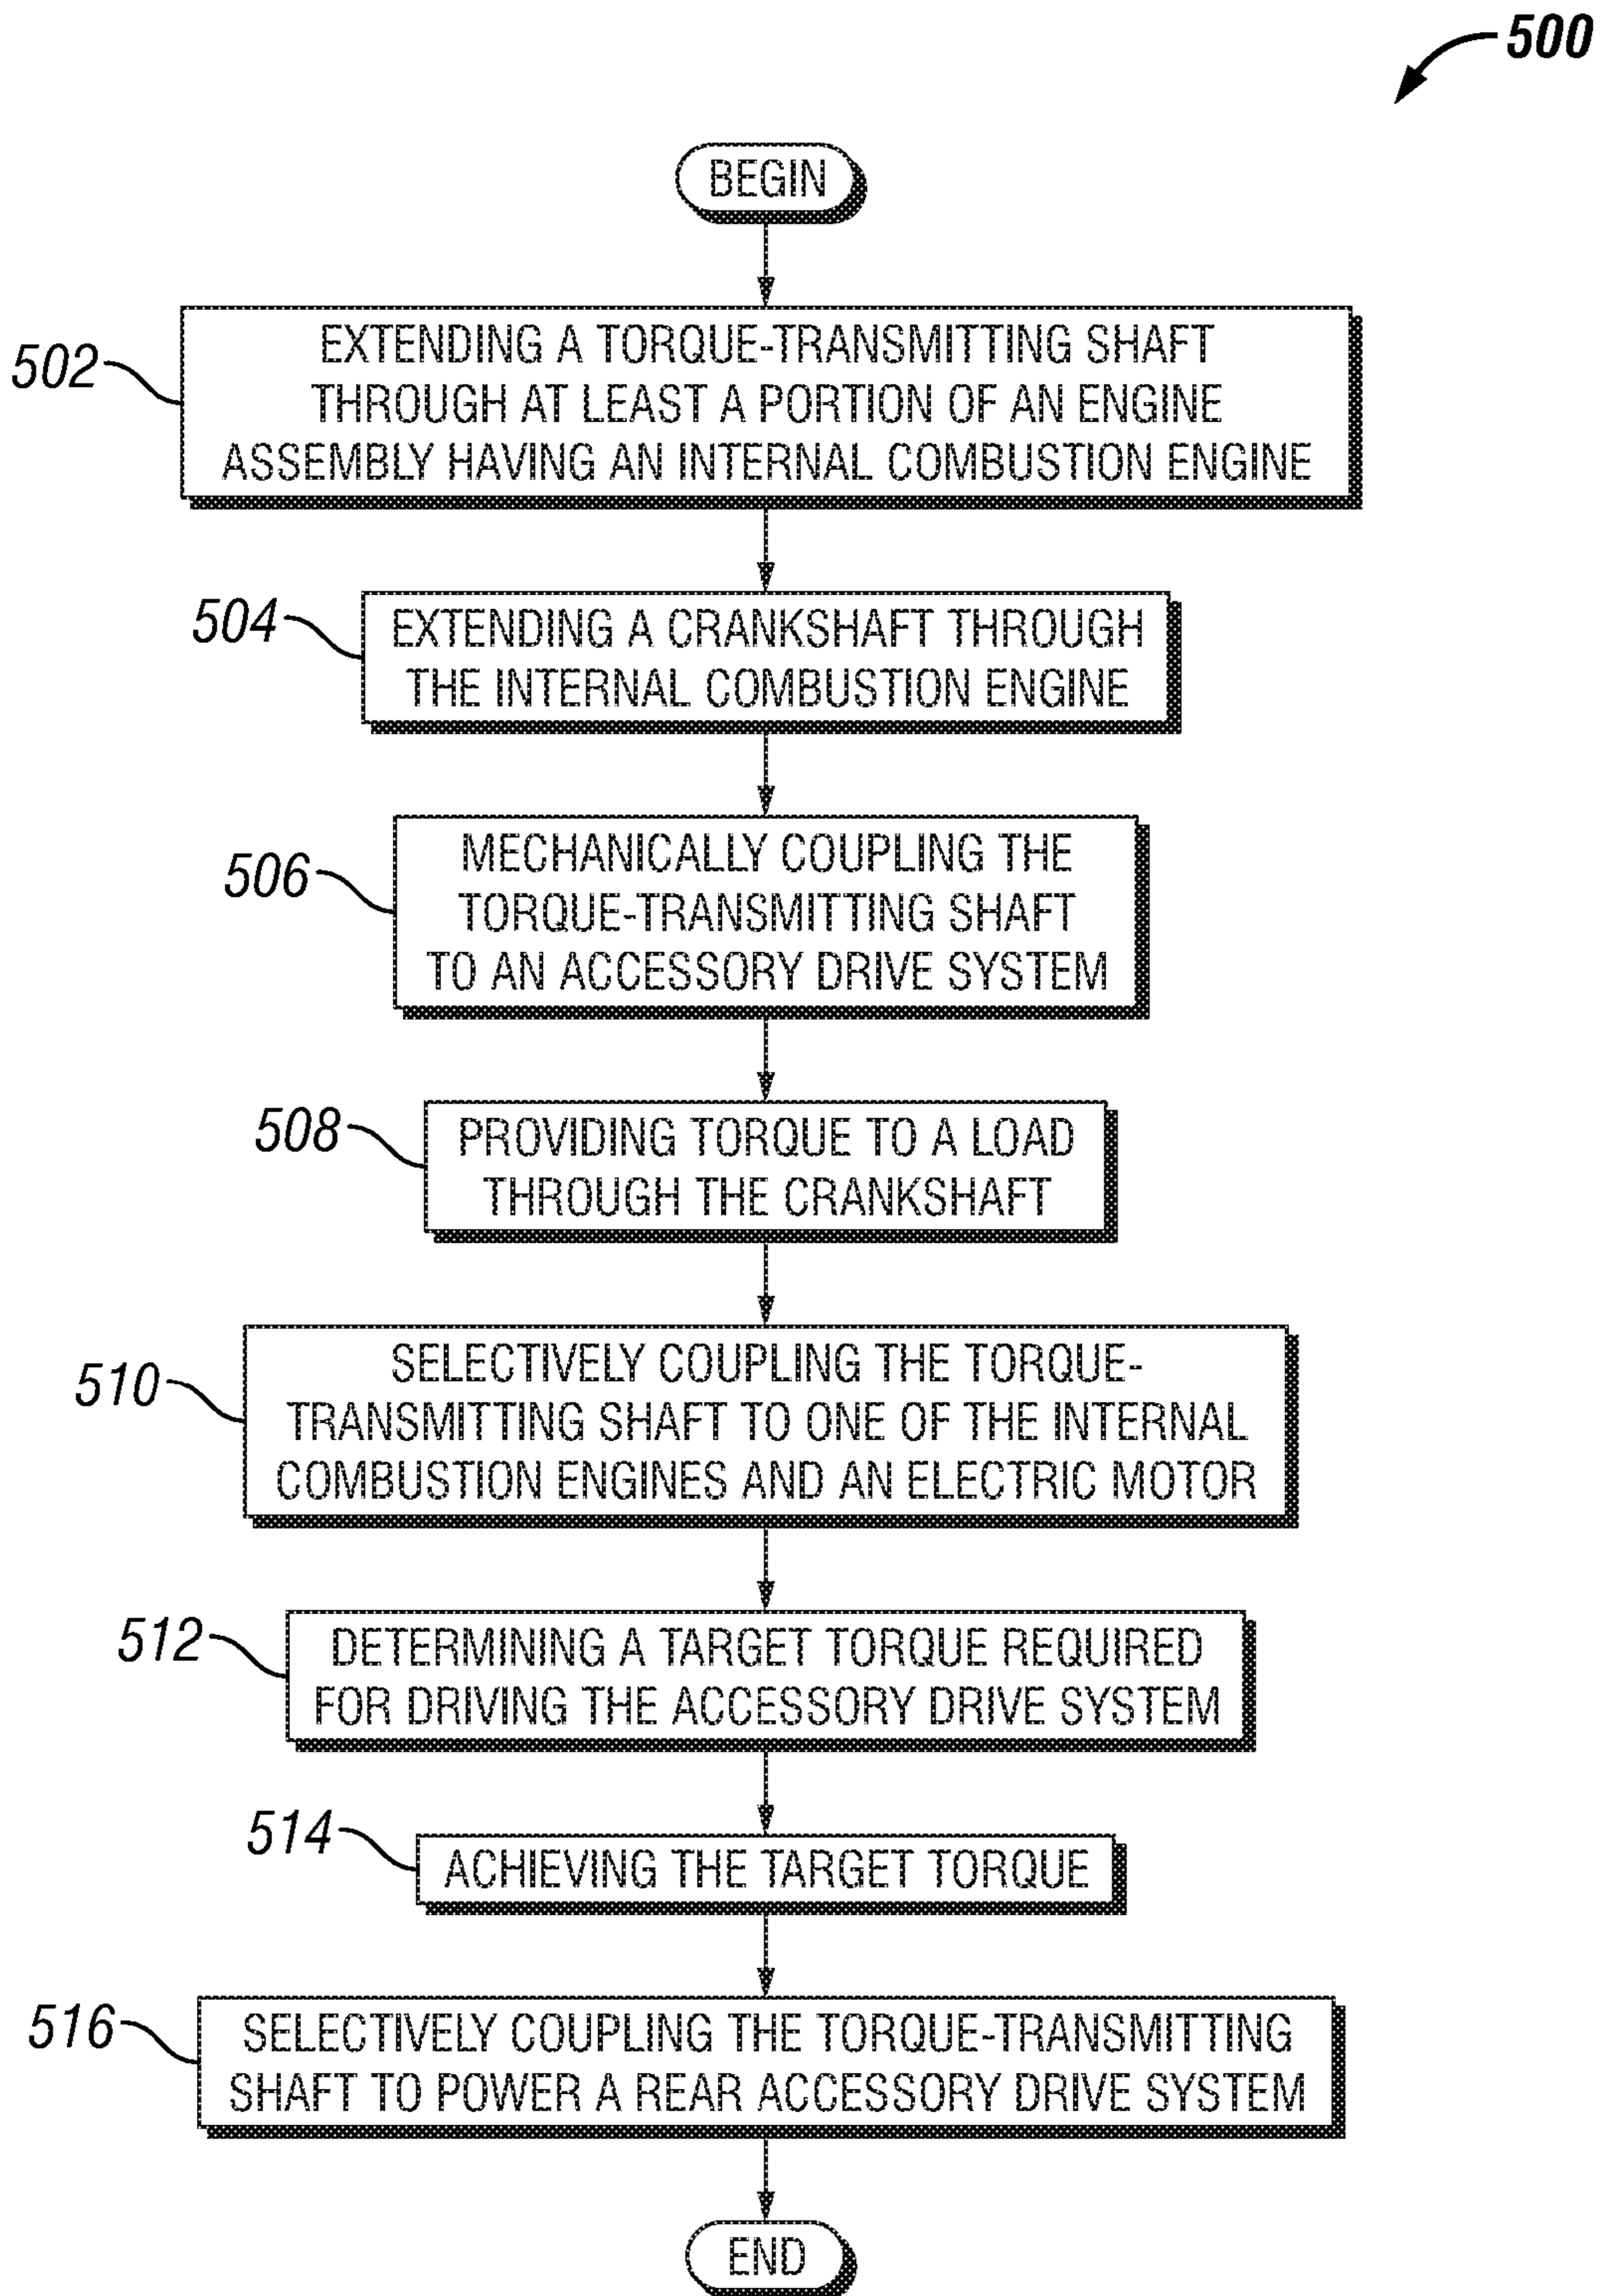 500
BEGIN
502
EXTENDING A TORQUE-TRANSMITTING SHAFT
THROUGH AT LEAST A PORTION OF AN ENGINE
ASSEMBLY HAVING AN INTERNAL COMBUSTION ENGINE
504
EXTENDING A CRANKSHAFT THROUGH
THE INTERNAL COMBUSTION ENGINE
506
MECHANICALLY COUPLING THE
TORQUE-TRANSMITTING SHAFT
TO AN ACCESSORY DRIVE SYSTEM
508
PROVIDING TORQUE TO A LOAD
THROUGH THE CRANKSHAFT
510
SELECTIVELY COUPLING THE TORQUE-
TRANSMITTING SHAFT TO ONE OF THE INTERNAL
COMBUSTION ENGINES AND AN ELECTRIC MOTOR
512
DETERMINING A TARGET TORQUE REQUIRED
FOR DRIVING THE ACCESSORY DRIVE SYSTEM
514
ACHIEVING THE TARGET TORQUE
516
SELECTIVELY COUPLING THE TORQUE-TRANSMITTING
SHAFT TO POWER A REAR ACCESSORY DRIVE SYSTEM
END